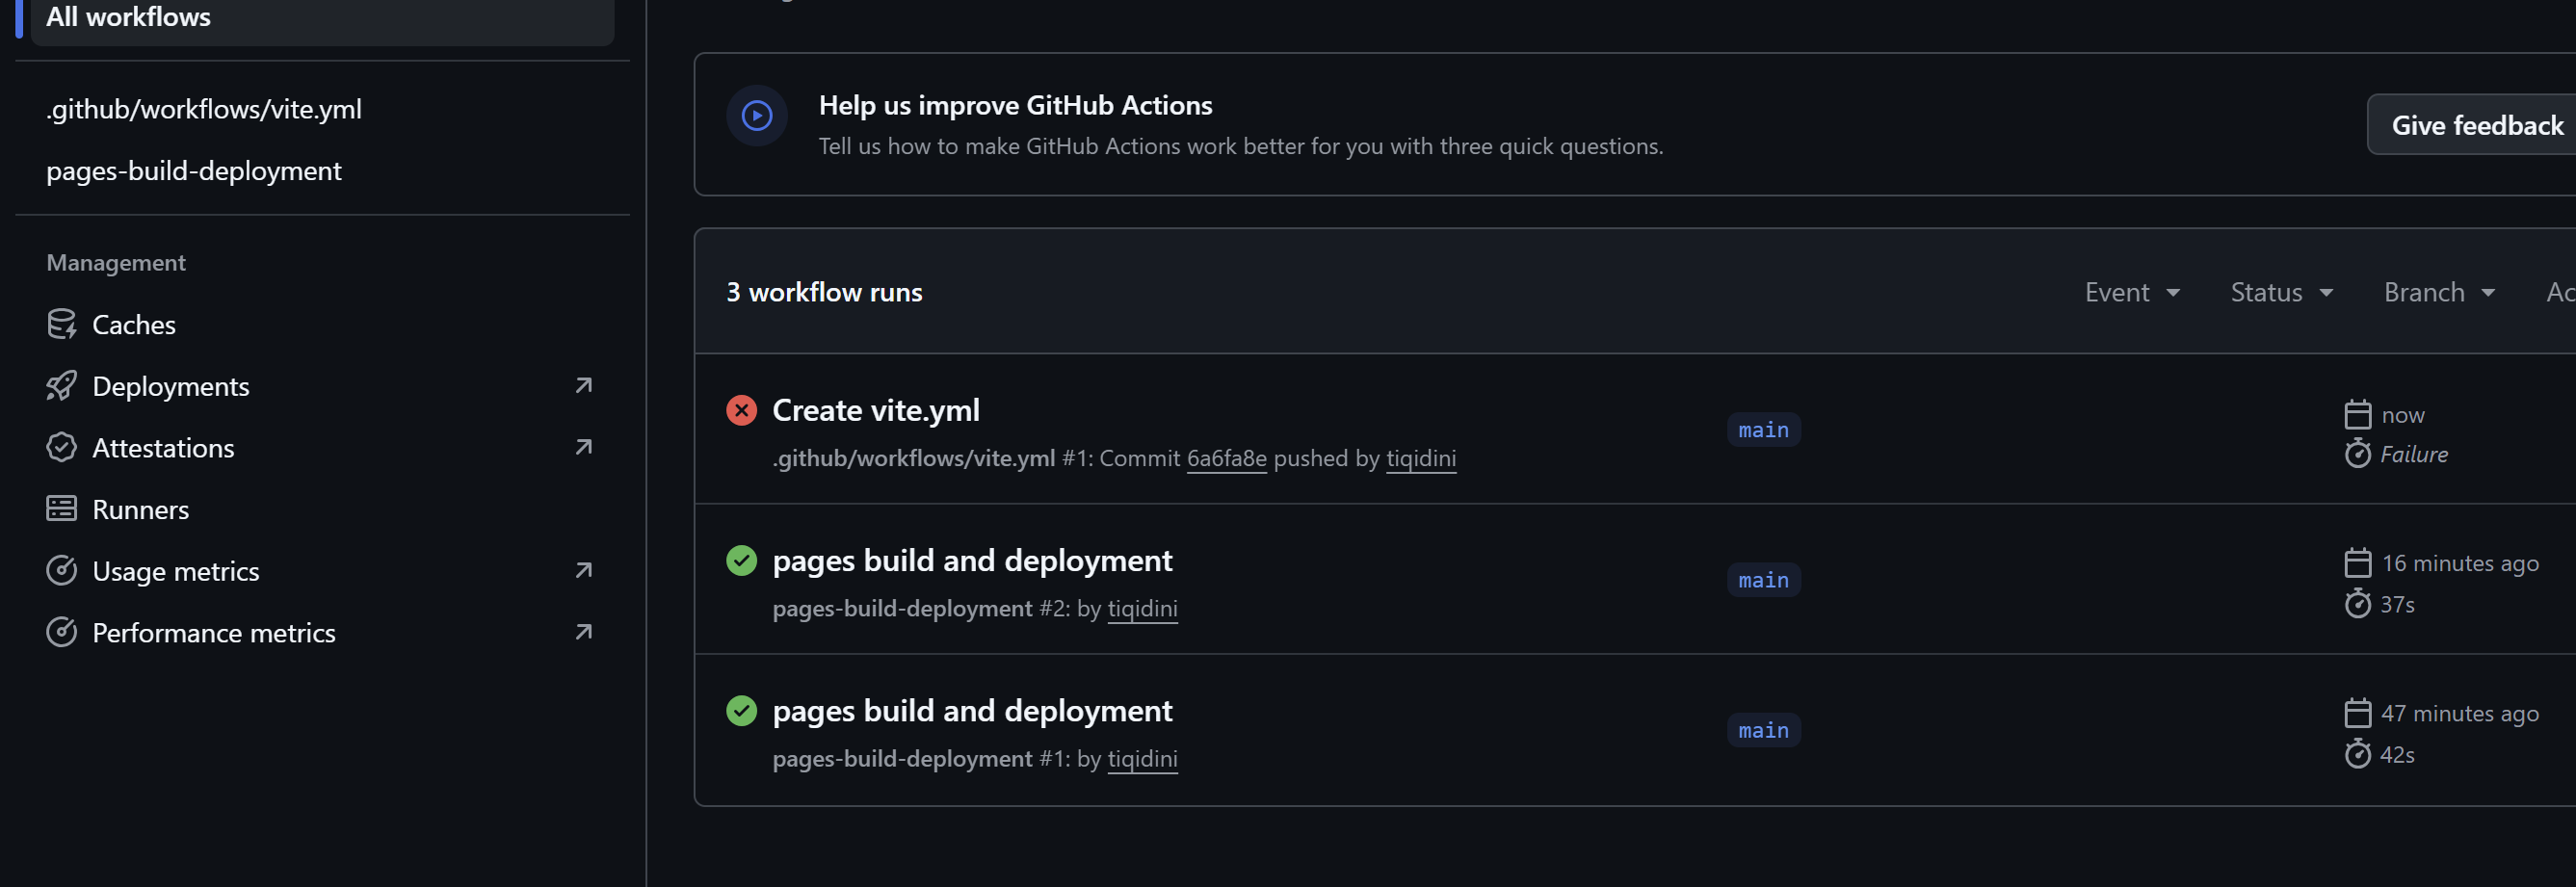 All workflows
.github/workflows/vite.yml
pages-build-deployment
Management
Caches
Deployments
Attestations
Runners
Usage metrics
Performance metrics
Help us improve GitHub Actions
Tell us how to make GitHub Actions work better for you with three quick questions.
Give feedback
3 workflow runs
Event
Status
Branch
Create vite.yml
.github/workflows/vite.yml #1: Commit 6a6fa8e pushed by tiqidini
main
now
Failure
pages build and deployment
pages-build-deployment #2: by tiqidini
main
16 minutes ago
37s
pages build and deployment
pages-build-deployment #1: by tiqidini
main
47 minutes ago
42s